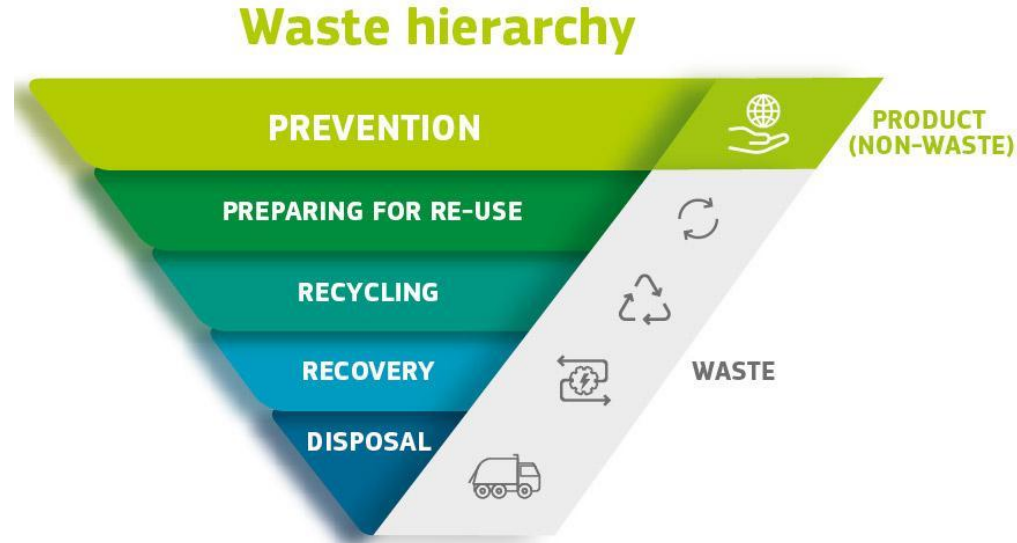 Waste hierarchy
PREVENTION
PRODUCT
(NON-WASTE)
PREPARING FOR RE-USE
RECYCLING
RECOVERY
WASTE
DISPOSAL